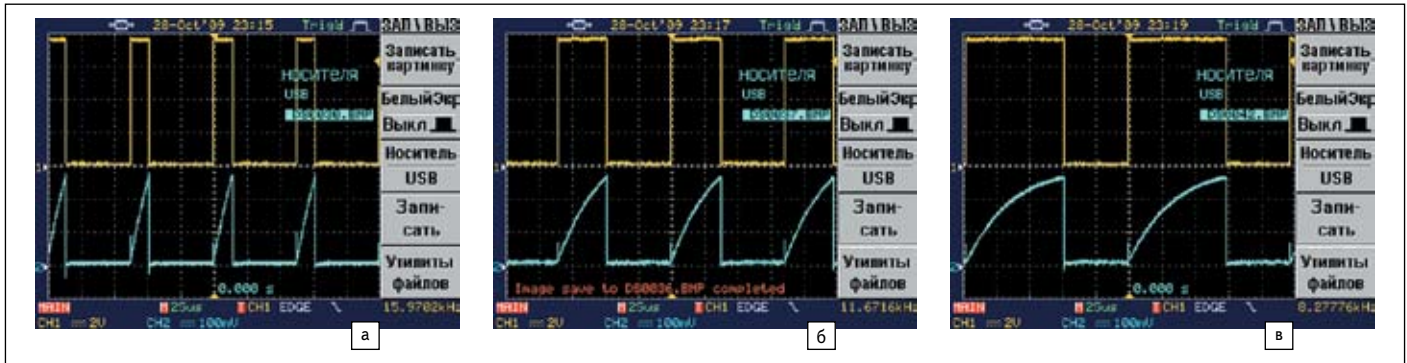 28-Oct'09 23:15 Trig'd ЗАП\ВЫЗ
Записать
картинку
носителя
USB
БелыйЭкр
Выкл
Носитель
USB
Запи-
сать
Утилиты
файлов
0.000 s
MAIN M 25us T CH1 EDGE 15.9702kHz
CH1 2V CH2 100mV
а
28-Oct'09 23:17 Trig'd ЗАП\ВЫЗ
Записать
картинку
носителя
USB
DS0037.BMP
БелыйЭкр
Выкл
Носитель
USB
Запи-
сать
Утилиты
файлов
Image save to DS0036.BMP completed
MAIN M 25us T CH1 EDGE 11.6716kHz
CH1 2V CH2 100mV
б
28-Oct'09 23:19 Trig'd ЗАП\ВЫЗ
Записать
картинку
носителя
USB
DS0042.BMP
БелыйЭкр
Выкл
Носитель
USB
Запи-
сать
Утилиты
файлов
0.000 s
MAIN M 25us T CH1 EDGE 8.27776kHz
CH1 2V CH2 100mV
в